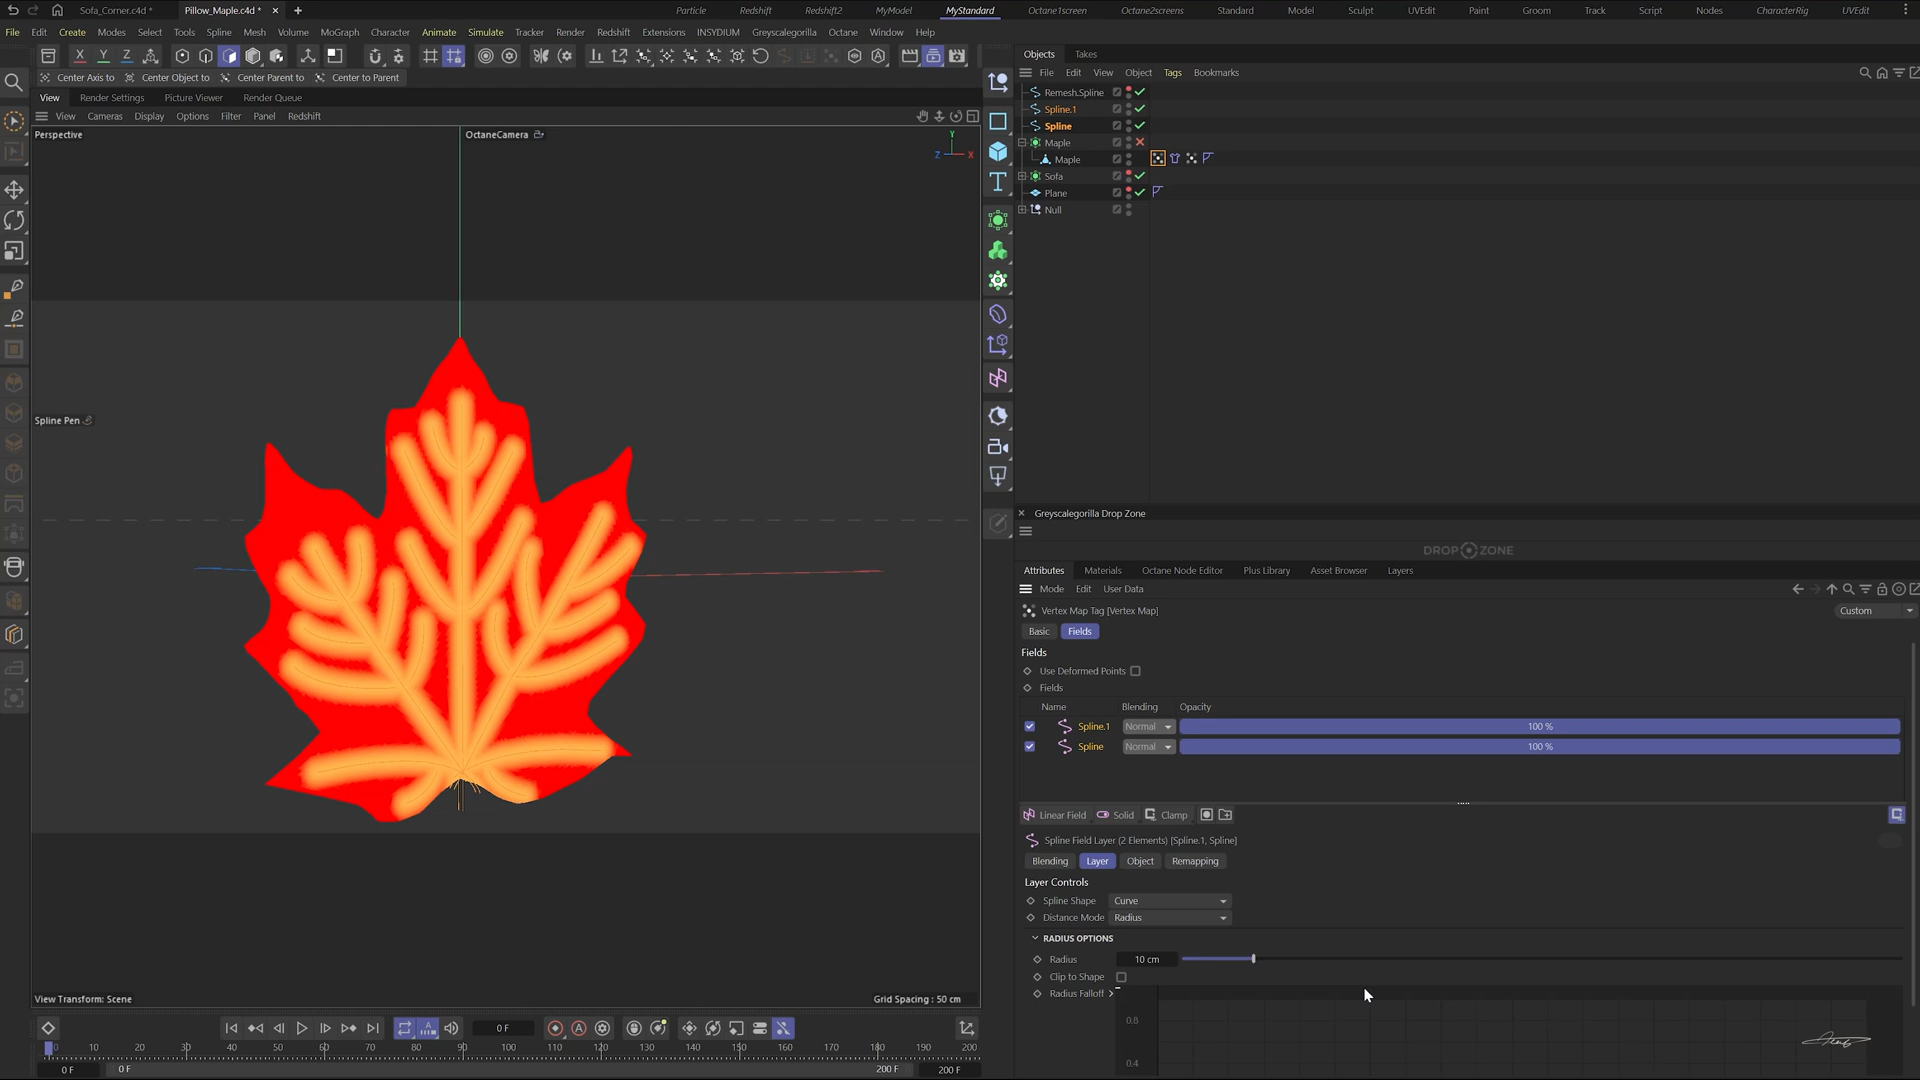 Sofa_Corner.c4d *
Pillow_Maple.c4d *
Particle
Redshift
Redshift2
MyModel
MyStandard
Octane1screen
Octane2screens
Standard
Model
Sculpt
UVEdit
Paint
Groom
Track
Script
Nodes
CharacterRig
UVEdit
File Edit Create Modes Select Tools Spline Mesh Volume MoGraph Character Animate Simulate Tracker Render Redshift Extensions INSYDIUM Greyscalegorilla Octane Window Help
Center Axis to
Center Object to
Center Parent to
Center to Parent
View
Render Settings
Picture Viewer
Render Queue
View Cameras Display Options Filter Panel Redshift
Perspective
OctaneCamera
Y
Z
X
Spline Pen
View Transform: Scene
Grid Spacing : 50 cm
0 F
0 10 20 30 40 50 60 70 80 90 100 110 120 130 140 150 160 170 180 190 200
0 F
0 F
200 F
200 F
Objects
Takes
File Edit View Object Tags Bookmarks
Remesh.Spline
Spline.1
Spline
Maple
Maple
Sofa
Plane
Null
Greyscalegorilla Drop Zone
DROP ZONE
Attributes
Materials
Octane Node Editor
Plus Library
Asset Browser
Layers
Mode Edit User Data
Vertex Map Tag [Vertex Map]
Custom
Basic
Fields
Fields
Use Deformed Points
Fields
Name
Blending
Opacity
Spline.1
Normal
100 %
Spline
Normal
100 %
Linear Field
Solid
Clamp
Spline Field Layer (2 Elements) [Spline.1, Spline]
Blending
Layer
Object
Remapping
Layer Controls
Spline Shape
Curve
Distance Mode
Radius
RADIUS OPTIONS
Radius
10 cm
Clip to Shape
Radius Falloff
0.8
0.4